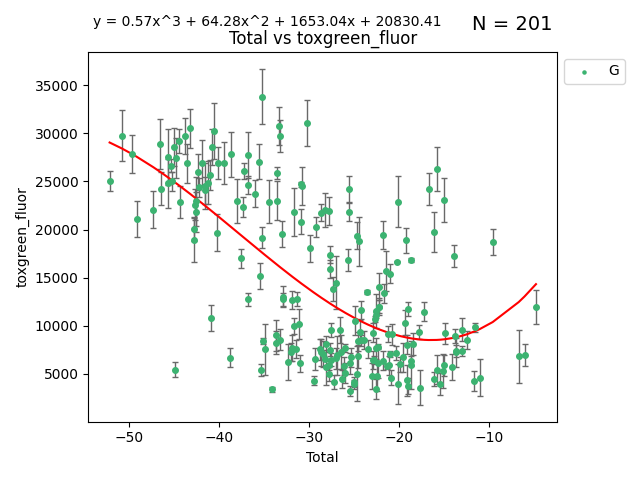 y = 0.57x^3 + 64.28x^2 + 1653.04x + 20830.41
N = 201
Total vs toxgreen_fluor
G
35000
30000
25000
20000
15000
10000
5000
toxgreen_fluor
−50
−40
−30
−20
−10
Total